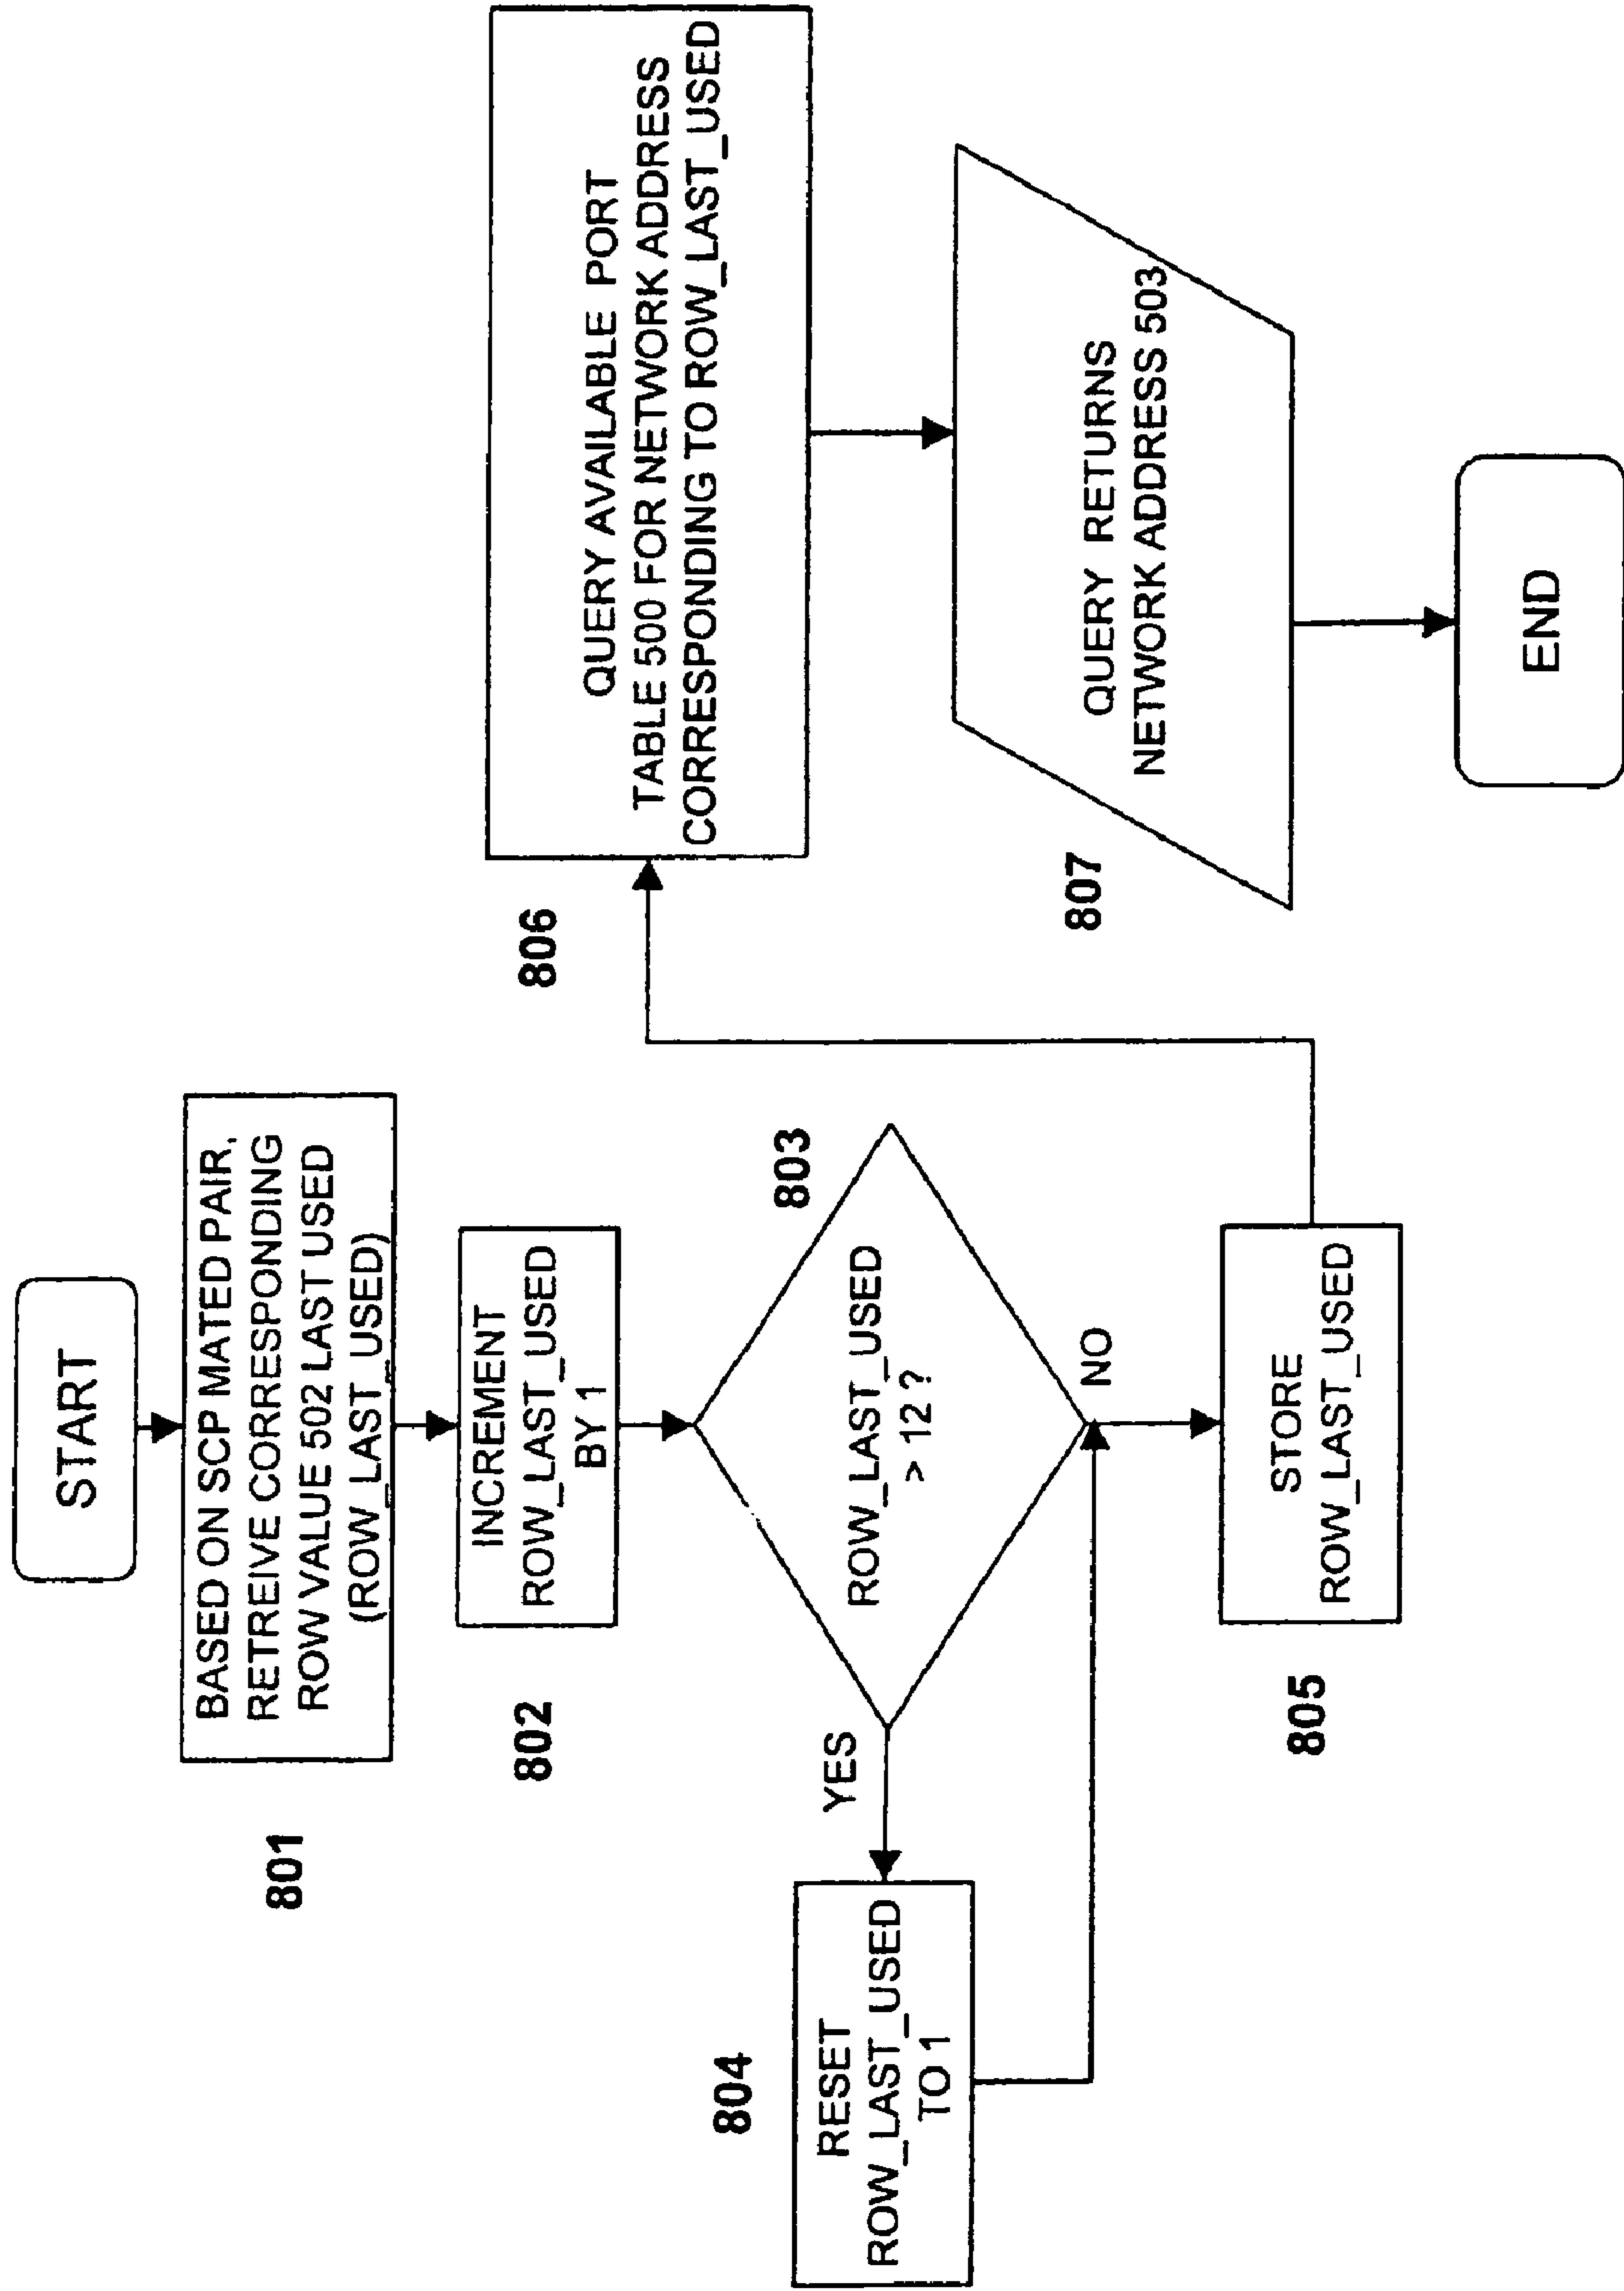 START
801
BASED ON SCP MATED PAIR,
RETREIVE CORRESPONDING
ROW VALUE 502 LAST USED
(ROW_LAST_USED)
802
INCREMENT
ROW_LAST_USED
BY 1
803
ROW_LAST_USED
> 12 ?
YES
NO
804
RESET
ROW_LAST_USED
TO 1
805
STORE
ROW_LAST_USED
806
QUERY AVAILABLE PORT
TABLE 500 FOR NETWORK ADDRESS
CORRESPONDING TO ROW_LAST_USED
807
QUERY RETURNS
NETWORK ADDRESS 503
END